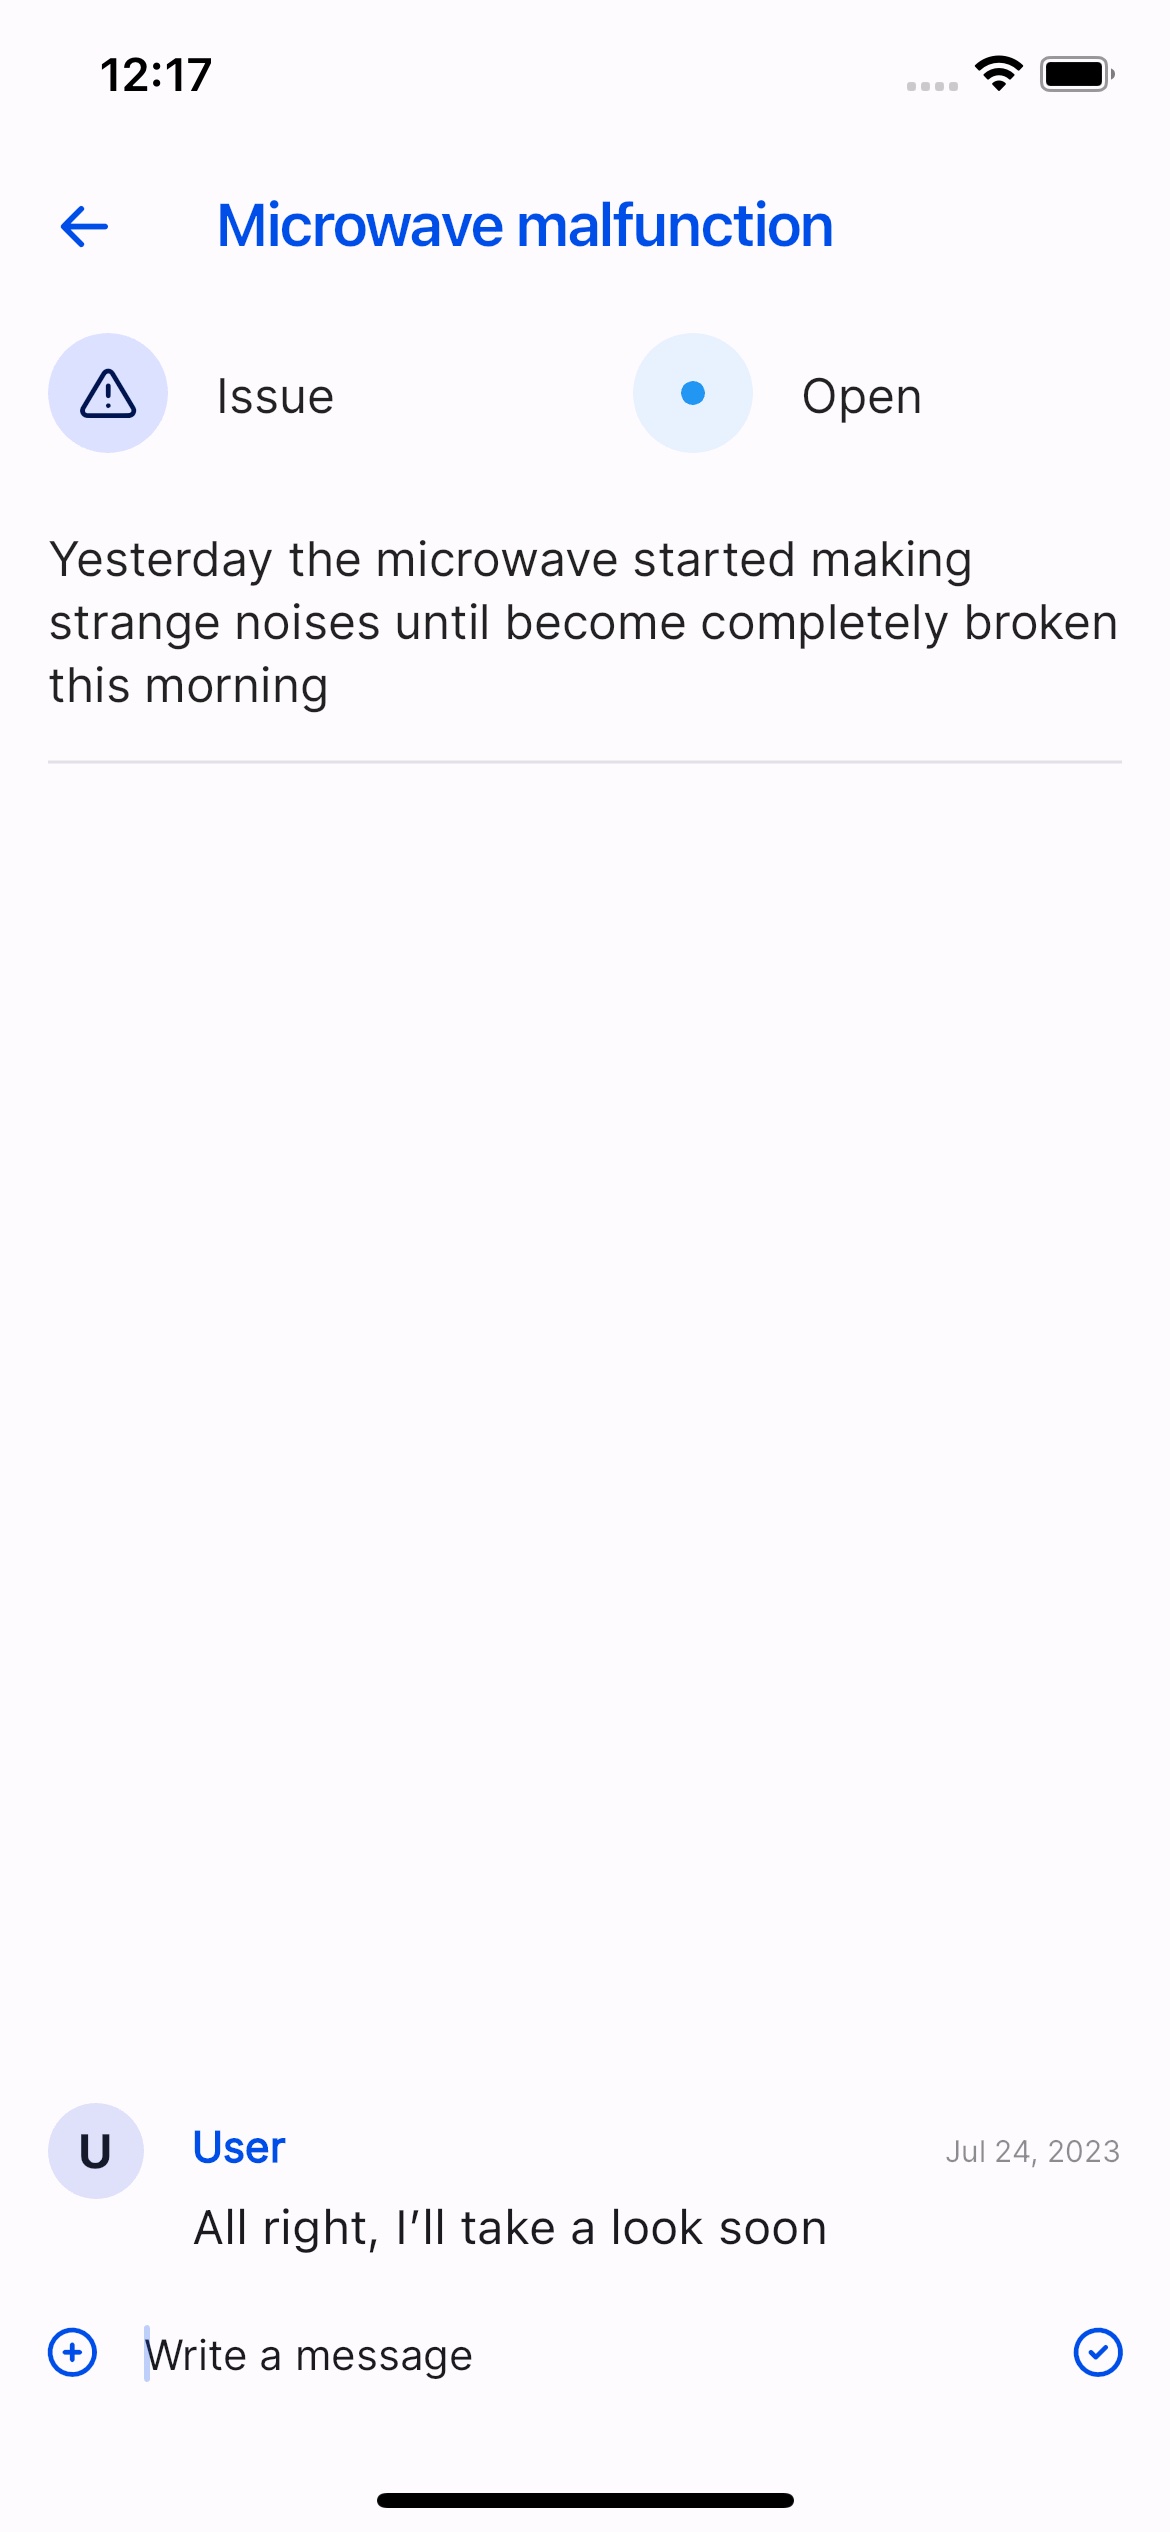 12:17
Microwave malfunction
Issue
Open
Yesterday the microwave started making
strange noises until become completely broken
this morning
U
User
Jul 24, 2023
All right, I’ll take a look soon
Write a message